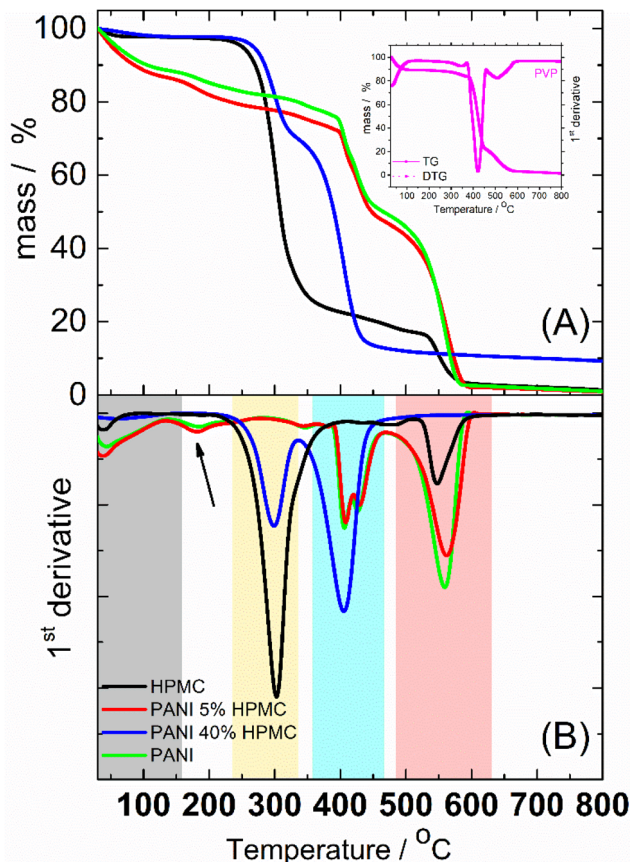 100
80
60
40
20
0
mass / %
(A)
100
80
60
40
20
0
mass / %
1st derivative
PVP
TG
DTG
100 200 300 400 500 600 700 800
Temperature / °C
1st derivative
(B)
HPMC
PANI 5% HPMC
PANI 40% HPMC
PANI
100 200 300 400 500 600 700 800
Temperature / °C